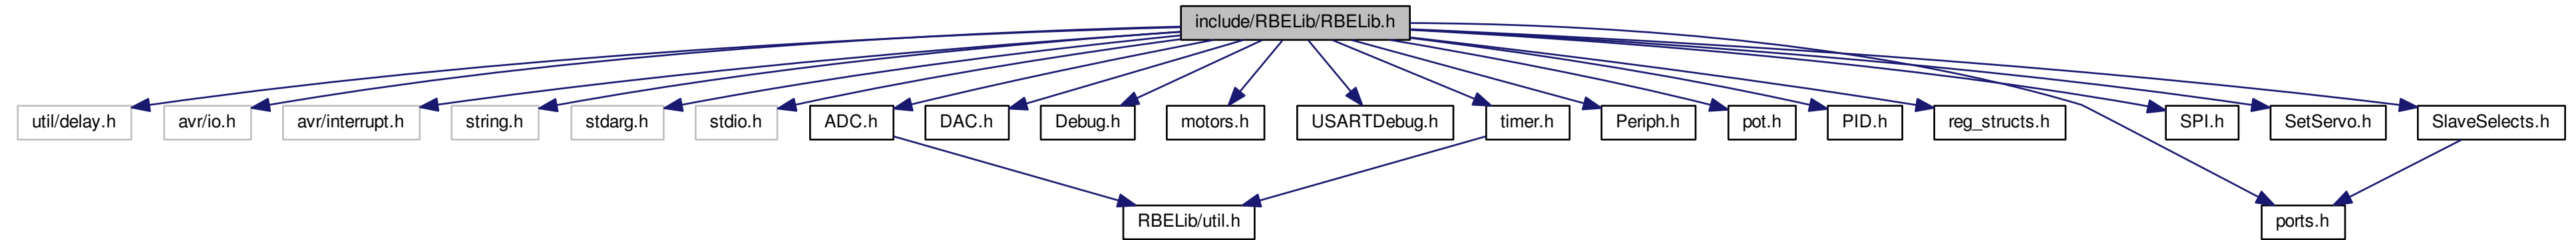 include/RBELib/RBELib.h
util/delay.h
avr/io.h
avr/interrupt.h
string.h
stdarg.h
stdio.h
ADC.h
DAC.h
Debug.h
motors.h
USARTDebug.h
timer.h
Periph.h
pot.h
PID.h
reg_structs.h
SPI.h
SetServo.h
SlaveSelects.h
RBELib/util.h
ports.h